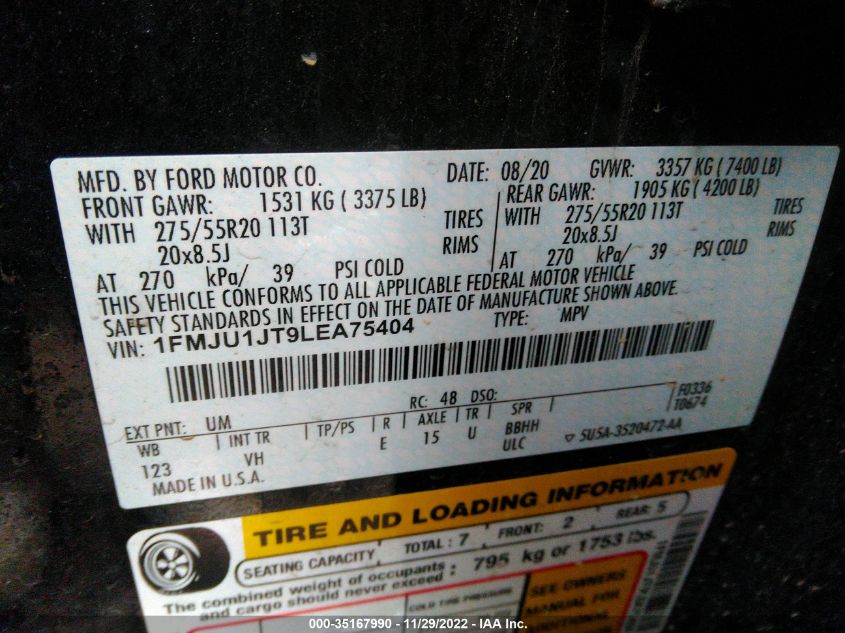 MFD. BY FORD MOTOR CO. DATE: 08/20 GVWR: 3357 KG ( 7400 LB)
FRONT GAWR: 1531 KG ( 3375 LB) REAR GAWR: 1905 KG ( 4200 LB)
WITH 275/55R20 113T TIRES WITH 275/55R20 113T TIRES
20x8.5J RIMS 20x8.5J RIMS
AT 270 kPa/ 39 PSI COLD AT 270 kPa/ 39 PSI COLD
THIS VEHICLE CONFORMS TO ALL APPLICABLE FEDERAL MOTOR VEHICLE
SAFETY STANDARDS IN EFFECT ON THE DATE OF MANUFACTURE SHOWN ABOVE.
VIN: 1FMJU1JT9LEA75404 TYPE: MPV
EXT PNT: UM RC: 48 DSO: F0336
T0674
WB INT TR TP/PS R AXLE TR SPR
123 VH E 15 U BBHH
ULC
MADE IN U.S.A. SU5A-3520472-AA
TIRE AND LOADING INFORMATION
SEATING CAPACITY TOTAL: 7 FRONT: 2 REAR: 5
The combined weight of occupants
and cargo should never exceed : 795 kg or 1753 lbs.
COLD TIRE PRESSURE
SEE OWNERS
MANUAL FOR
ADDITIONAL
000-35167990 - 11/29/2022 - IAA Inc.